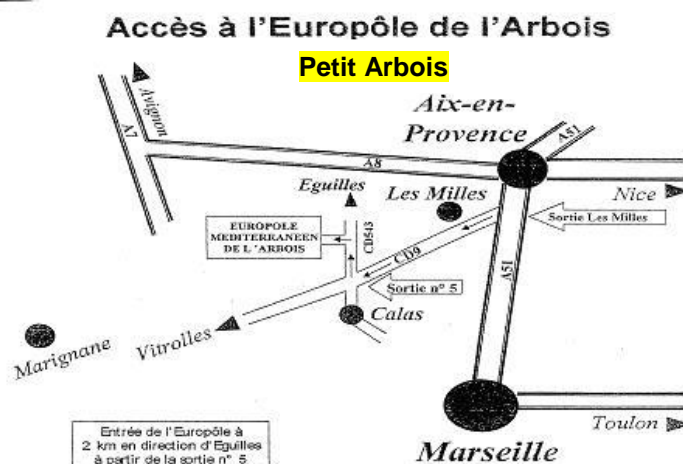 Accès à l'Europôle de l'Arbois
Petit Arbois
Aix-en-
Provence
A51
Avignon
A7
A8
Eguilles
Les Milles
Nice
Sortie Les Milles
EUROPOLE
MEDITERRANEEN
DE L'ARBOIS
CD543
CD9
A51
Sortie n° 5
Calas
Vitrolles
Marignane
Toulon
Marseille
Entrée de l'Europôle à
2 km en direction d'Eguilles
à partir de la sortie n° 5